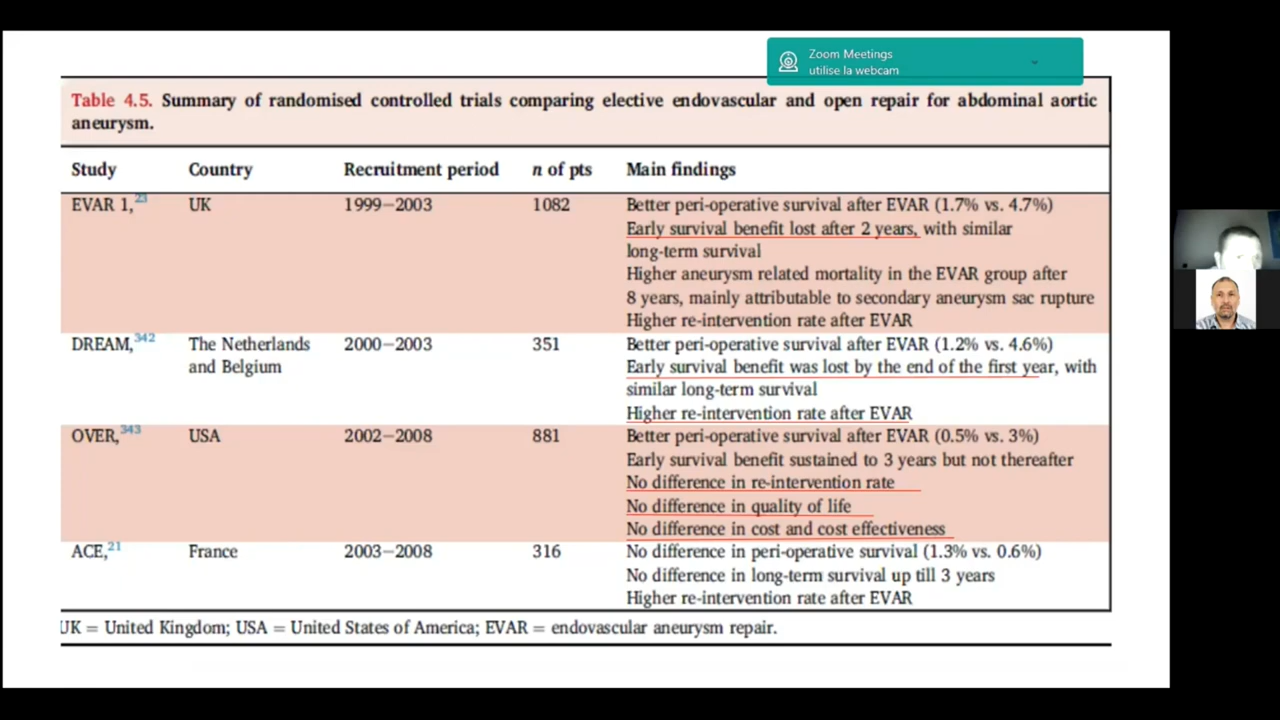 Zoom Meetings
utilise la webcam
Table 4.5. Summary of randomised controlled trials comparing elective endovascular and open repair for abdominal aortic
aneurysm.
Study Country Recruitment period n of pts Main findings
EVAR 1,23 UK 1999–2003 1082 Better peri-operative survival after EVAR (1.7% vs. 4.7%)
Early survival benefit lost after 2 years, with similar
long-term survival
Higher aneurysm related mortality in the EVAR group after
8 years, mainly attributable to secondary aneurysm sac rupture
Higher re-intervention rate after EVAR
DREAM,342 The Netherlands 2000–2003 351 Better peri-operative survival after EVAR (1.2% vs. 4.6%)
and Belgium Early survival benefit was lost by the end of the first year, with
similar long-term survival
Higher re-intervention rate after EVAR
OVER,343 USA 2002–2008 881 Better peri-operative survival after EVAR (0.5% vs. 3%)
Early survival benefit sustained to 3 years but not thereafter
No difference in re-intervention rate
No difference in quality of life
No difference in cost and cost effectiveness
ACE,21 France 2003–2008 316 No difference in peri-operative survival (1.3% vs. 0.6%)
No difference in long-term survival up till 3 years
Higher re-intervention rate after EVAR
UK = United Kingdom; USA = United States of America; EVAR = endovascular aneurysm repair.